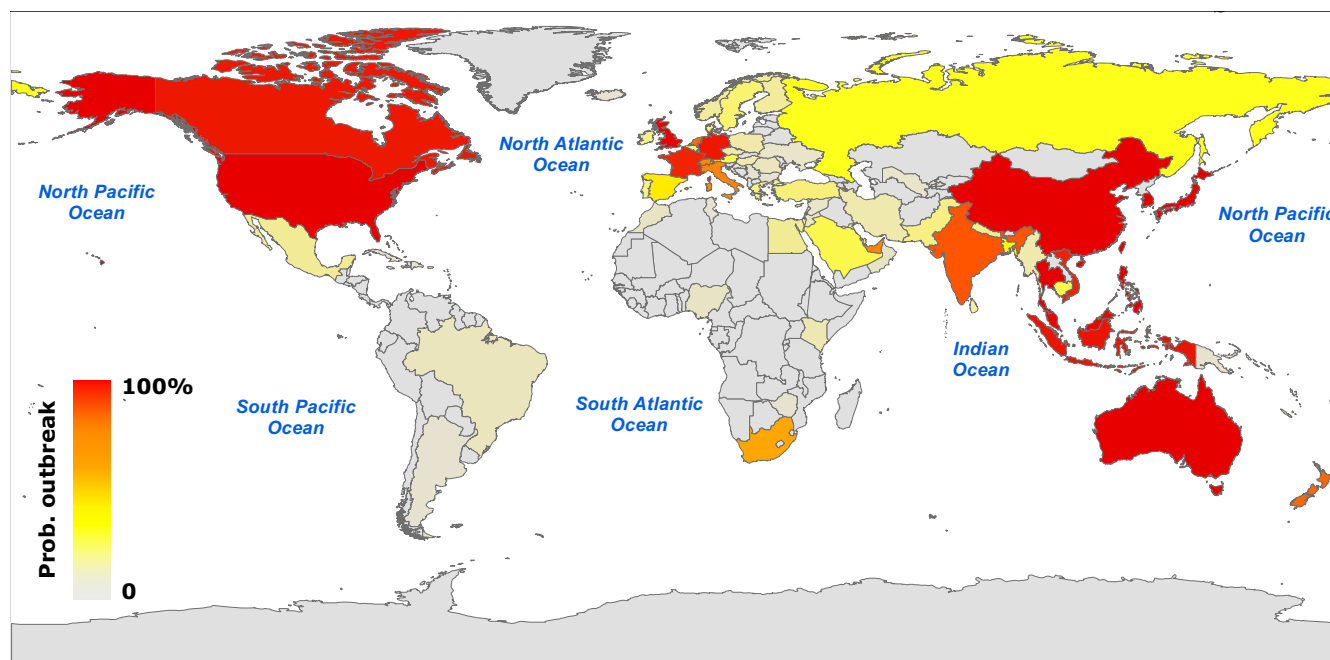 North Atlantic
Ocean
North Pacific
Ocean
North Pacific
Ocean
Indian
Ocean
South Pacific
Ocean
South Atlantic
Ocean
100%
Prob. outbreak
0